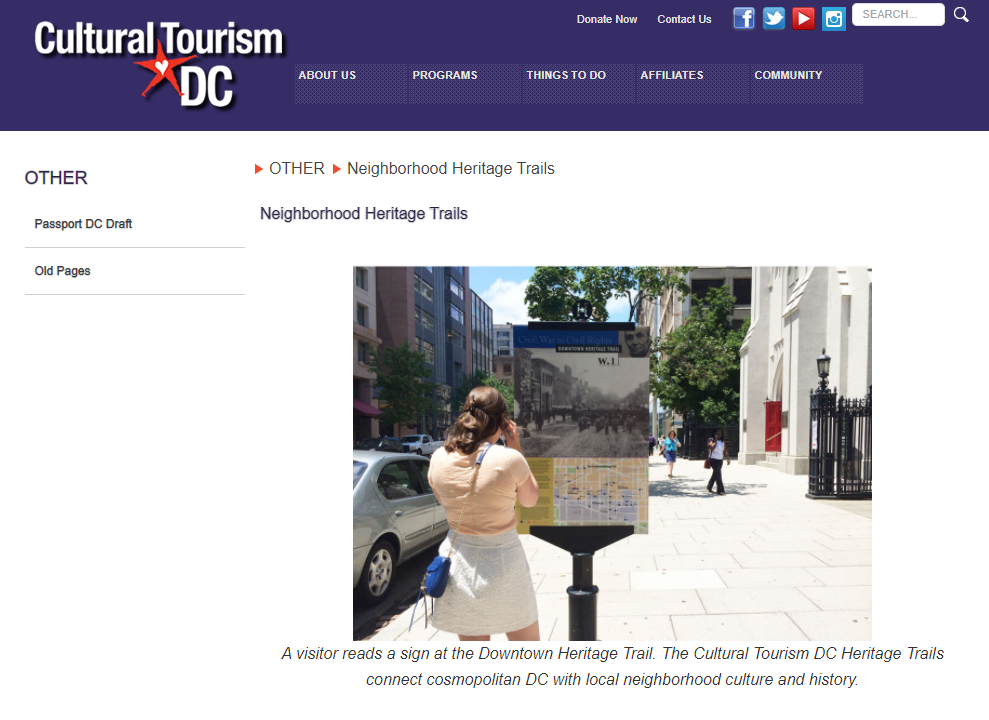 Donate Now Contact Us SEARCH...
Cultural Tourism
DC
ABOUT US PROGRAMS THINGS TO DO AFFILIATES COMMUNITY
OTHER
Passport DC Draft
Old Pages
OTHER Neighborhood Heritage Trails
Neighborhood Heritage Trails
Civil War to Civil Rights
DOWNTOWN HERITAGE TRAIL
W.1
A visitor reads a sign at the Downtown Heritage Trail. The Cultural Tourism DC Heritage Trails
connect cosmopolitan DC with local neighborhood culture and history.